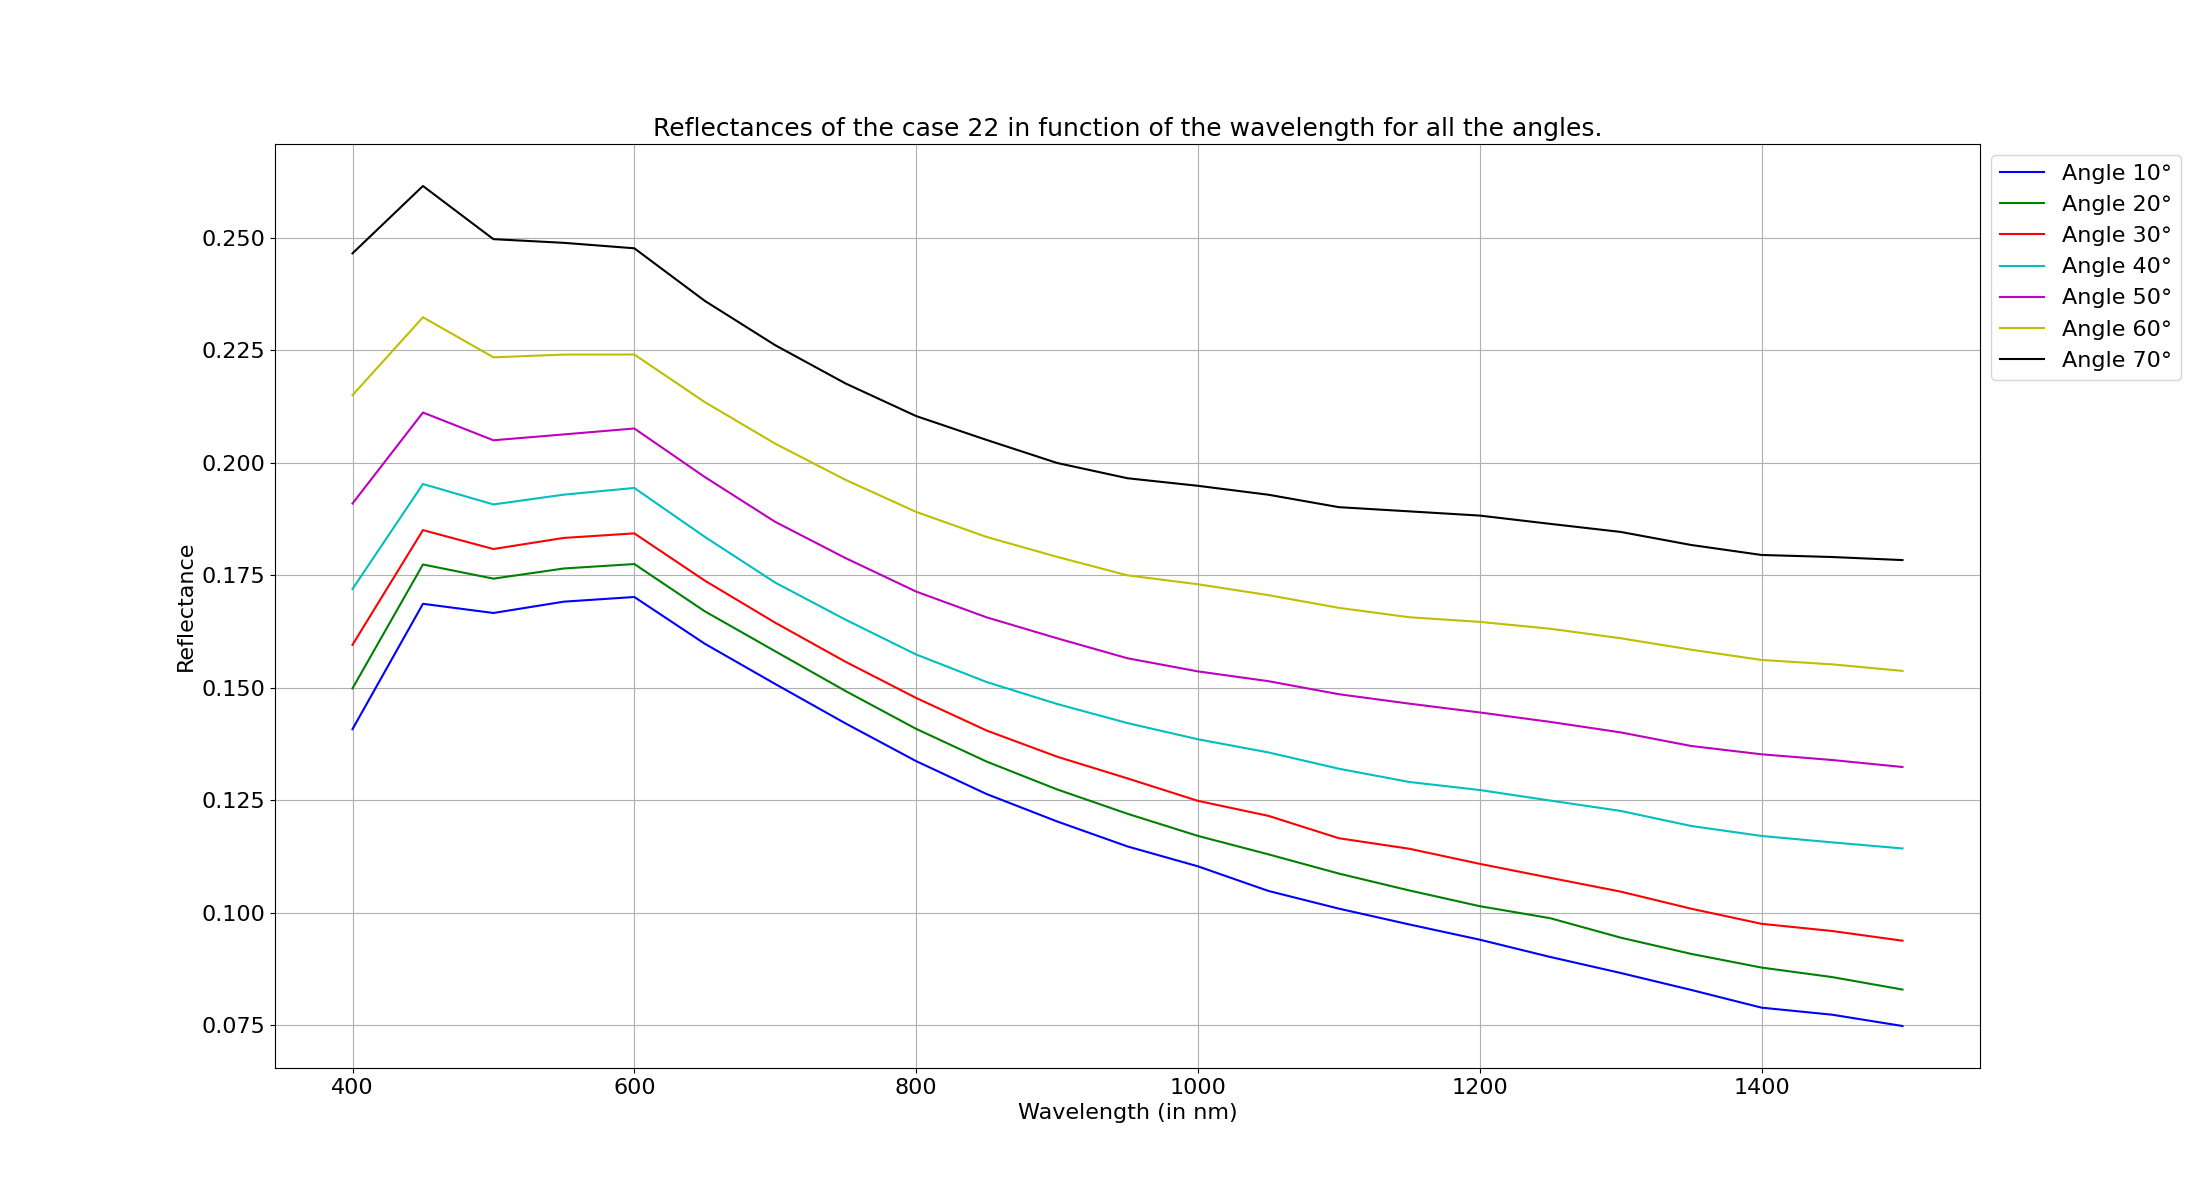 Reflectances of the case 22 in function of the wavelength for all the angles.
Angle 10°
Angle 20°
Angle 30°
Angle 40°
Angle 50°
Angle 60°
Angle 70°
0.250
0.225
0.200
0.175
0.150
0.125
0.100
0.075
Reflectance
400 600 800 1000 1200 1400
Wavelength (in nm)